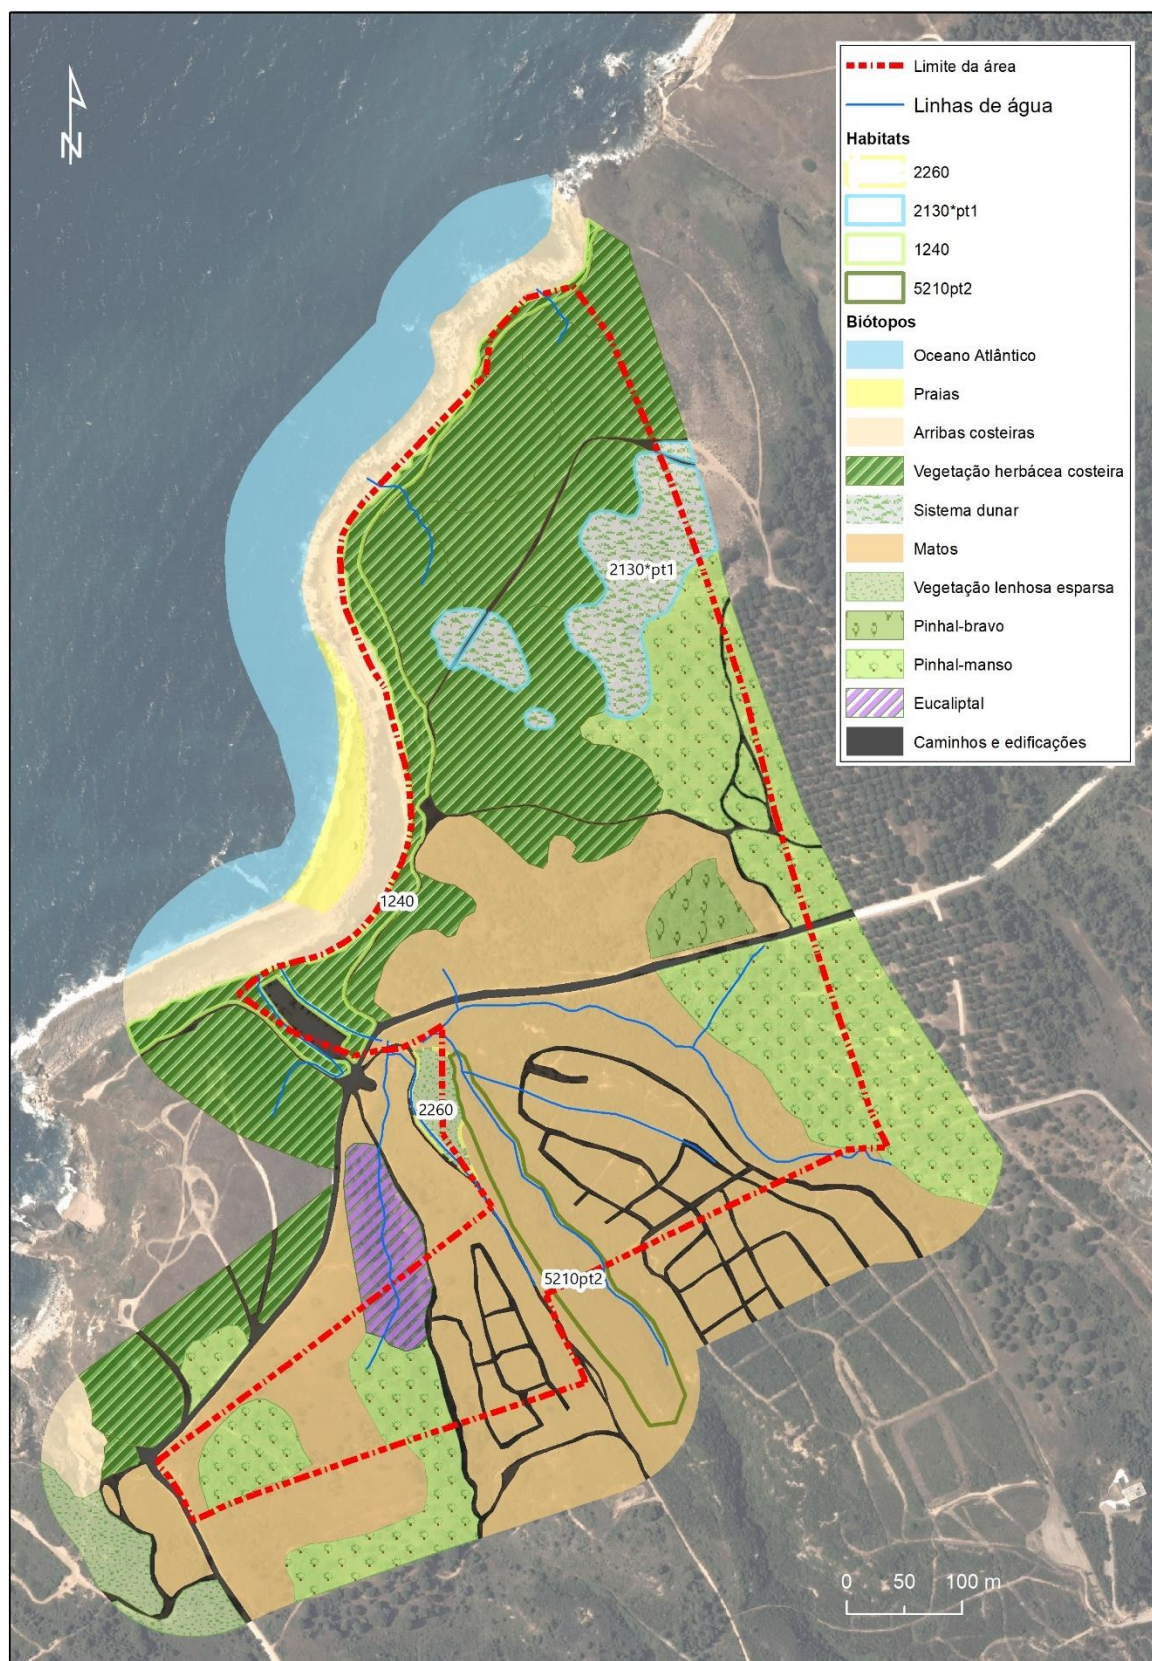 N
Limite da área
Linhas de água
Habitats
2260
2130*pt1
1240
5210pt2
Biótopos
Oceano Atlântico
Praias
Arribas costeiras
Vegetação herbácea costeira
Sistema dunar
Matos
Vegetação lenhosa esparsa
Pinhal-bravo
Pinhal-manso
Eucaliptal
Caminhos e edificações
2130*pt1
1240
2260
5210pt2
0 50 100 m